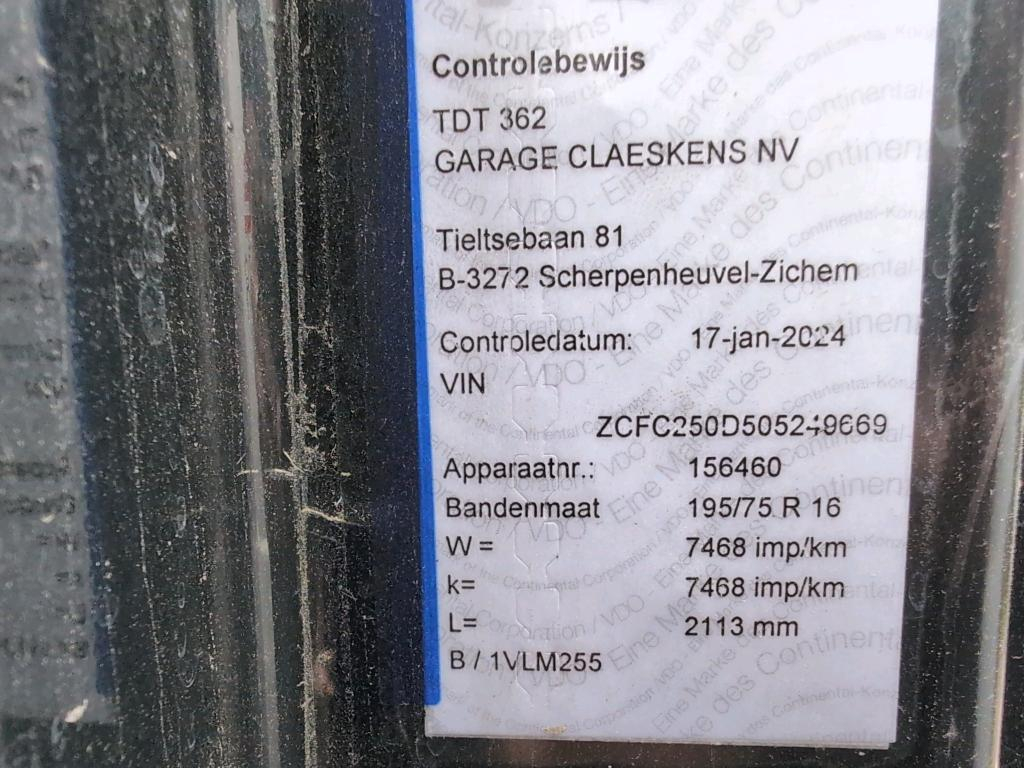 Controlebewijs
TDT 362
GARAGE CLAESKENS NV
Tieltsebaan 81
B-3272 Scherpenheuvel-Zichem
Controledatum: 17-jan-2024
VIN
ZCFC250D505249669
Apparaatnr.: 156460
Bandenmaat 195/75 R 16
W = 7468 imp/km
k= 7468 imp/km
L= 2113 mm
B / 1VLM255